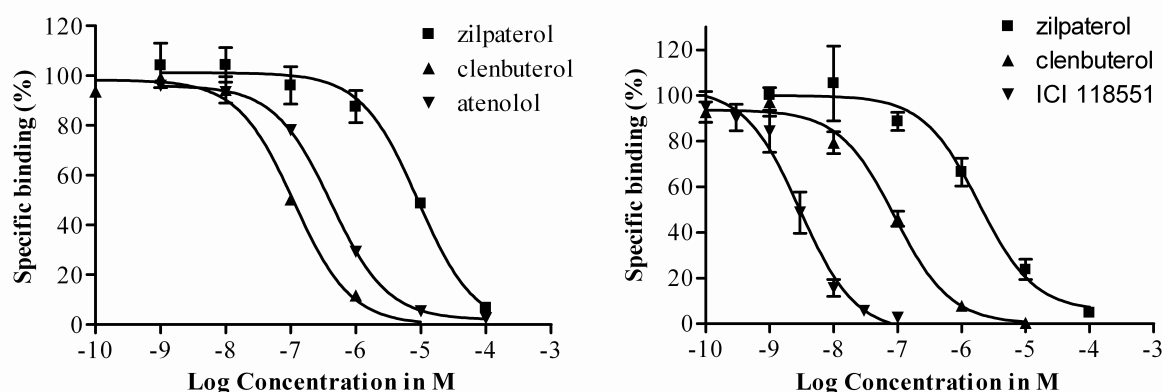 120
100
80
60
40
20
0
Specific binding (%)
zilpaterol
clenbuterol
atenolol
-10 -9 -8 -7 -6 -5 -4 -3
Log Concentration in M
120
100
80
60
40
20
0
Specific binding (%)
zilpaterol
clenbuterol
ICI 118551
-10 -9 -8 -7 -6 -5 -4 -3
Log Concentration in M